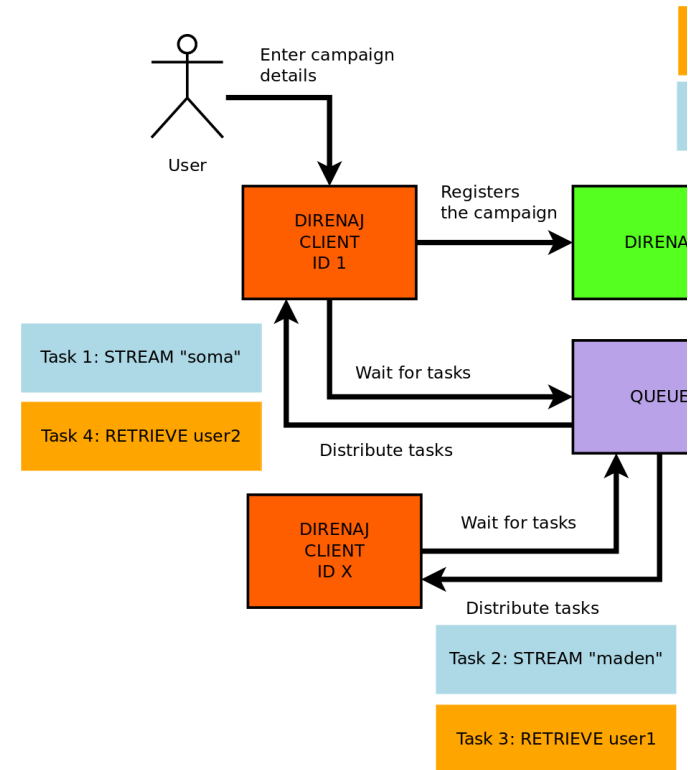 Enter campaign
details
User
DIRENAJ
CLIENT
ID 1
Registers
the campaign
DIRENA
Task 1: STREAM "soma"
Task 4: RETRIEVE user2
Wait for tasks
QUEUE
Distribute tasks
DIRENAJ
CLIENT
ID X
Wait for tasks
Distribute tasks
Task 2: STREAM "maden"
Task 3: RETRIEVE user1